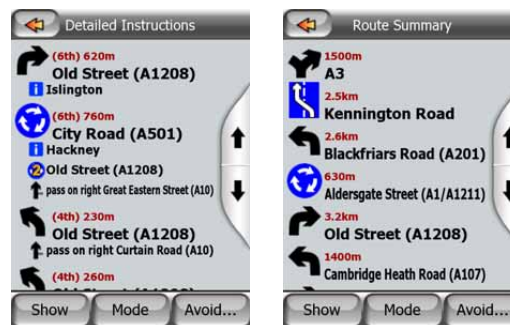 Detailed Instructions
(6th) 620m
Old Street (A1208)
i Islington
(6th) 760m
City Road (A501)
i Hackney
2 Old Street (A1208)
pass on right Great Eastern Street (A10)
(4th) 230m
Old Street (A1208)
pass on right Curtain Road (A10)
(4th) 260m
Show Mode Avoid...
Route Summary
1500m
A3
2.5km
Kennington Road
2.6km
Blackfriars Road (A201)
630m
Aldersgate Street (A1/A1211)
3.2km
Old Street (A1208)
1400m
Cambridge Heath Road (A107)
Show Mode Avoid...